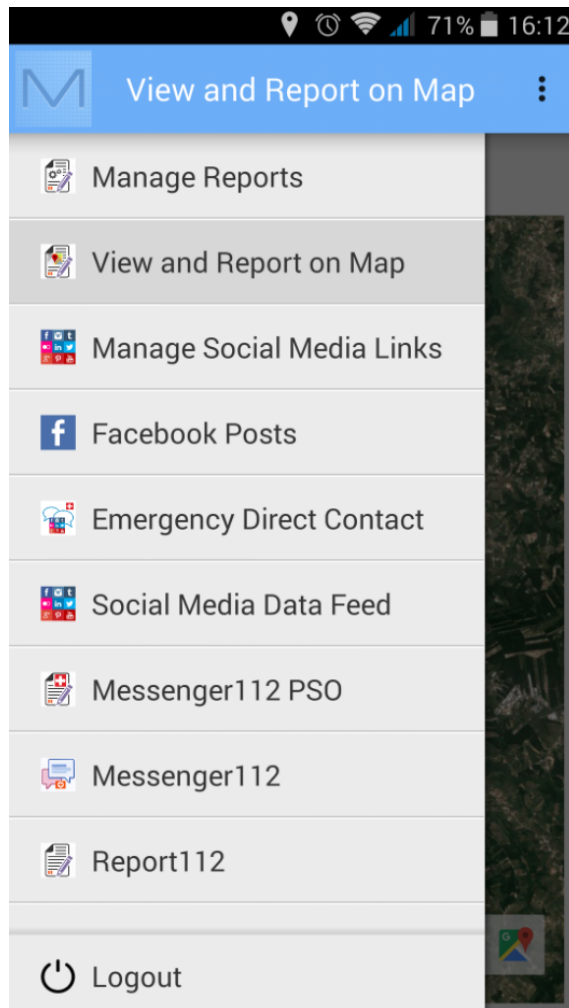 71% 16:12
M View and Report on Map
Manage Reports
View and Report on Map
Manage Social Media Links
Facebook Posts
Emergency Direct Contact
Social Media Data Feed
Messenger112 PSO
Messenger112
Report112
Logout